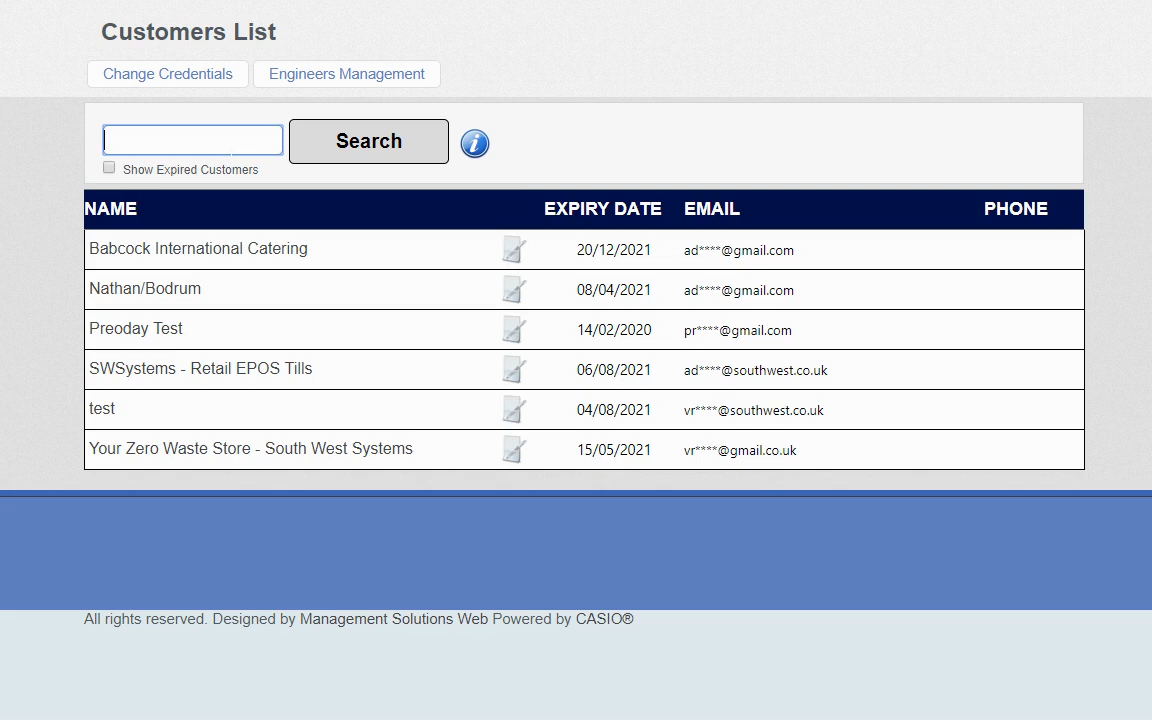 Customers List
Change Credentials Engineers Management
Search
Show Expired Customers
NAME EXPIRY DATE EMAIL PHONE
Babcock International Catering 20/12/2021 ad****@gmail.com
Nathan/Bodrum 08/04/2021 ad****@gmail.com
Preoday Test 14/02/2020 pr****@gmail.com
SWSystems - Retail EPOS Tills 06/08/2021 ad****@southwest.co.uk
test 04/08/2021 vr****@southwest.co.uk
Your Zero Waste Store - South West Systems 15/05/2021 vr****@gmail.co.uk
All rights reserved. Designed by Management Solutions Web Powered by CASIO®